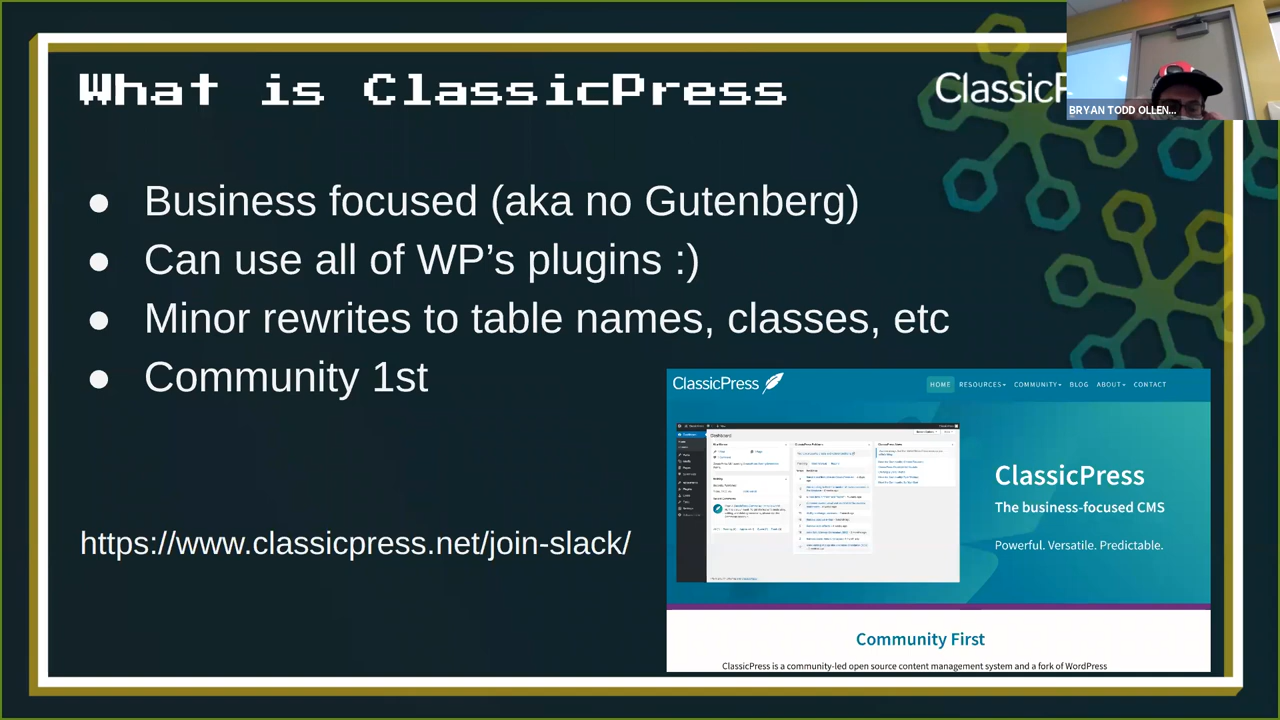 What is ClassicPress
ClassicP
BRYAN TODD OLLEN...
● Business focused (aka no Gutenberg)
● Can use all of WP’s plugins :)
● Minor rewrites to table names, classes, etc
● Community 1st
https://www.classicpress.net/join-slack/
ClassicPress
HOME RESOURCES COMMUNITY BLOG ABOUT CONTACT
Dashboard
ClassicPress
The business-focused CMS
Powerful. Versatile. Predictable.
Community First
ClassicPress is a community-led open source content management system and a fork of WordPress